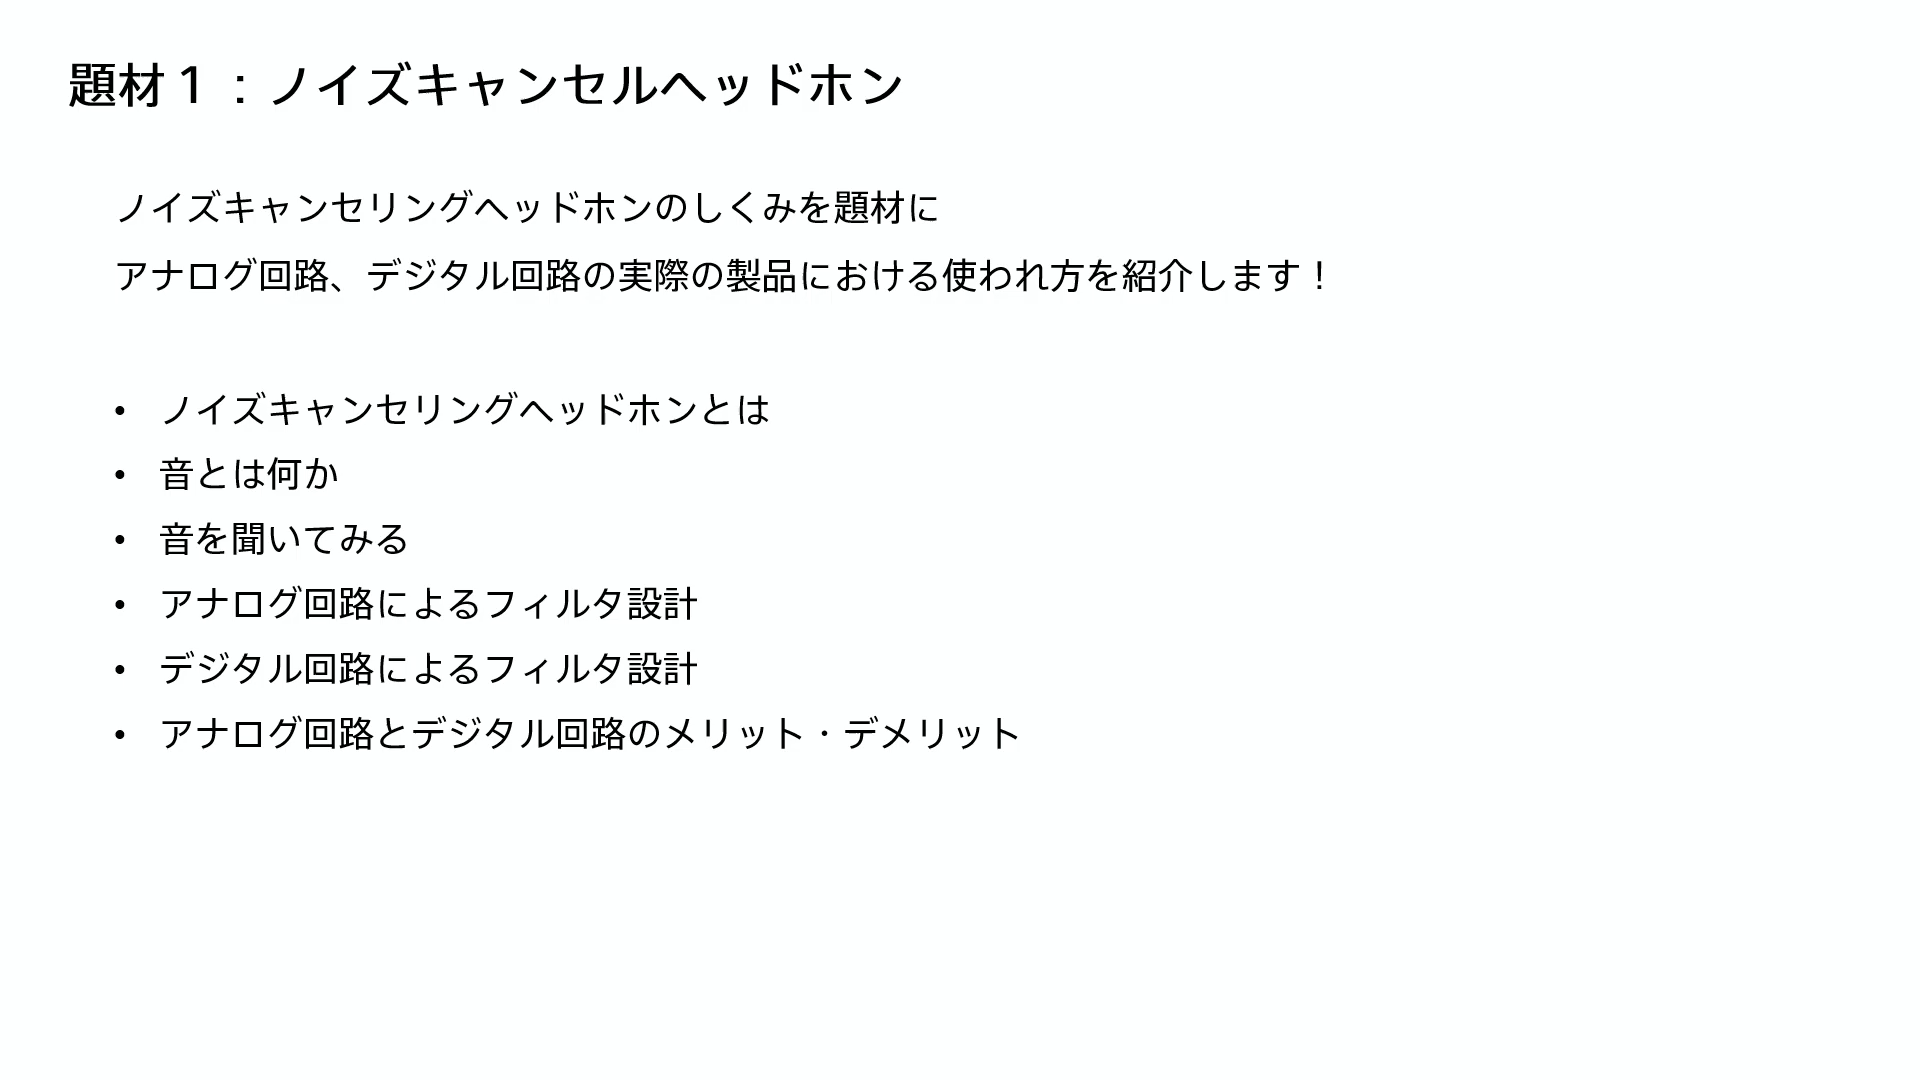 題材１：ノイズキャンセルヘッドホン
ノイズキャンセリングヘッドホンのしくみを題材に
アナログ回路、デジタル回路の実際の製品における使われ方を紹介します！
• ノイズキャンセリングヘッドホンとは
• 音とは何か
• 音を聞いてみる
• アナログ回路によるフィルタ設計
• デジタル回路によるフィルタ設計
• アナログ回路とデジタル回路のメリット・デメリット